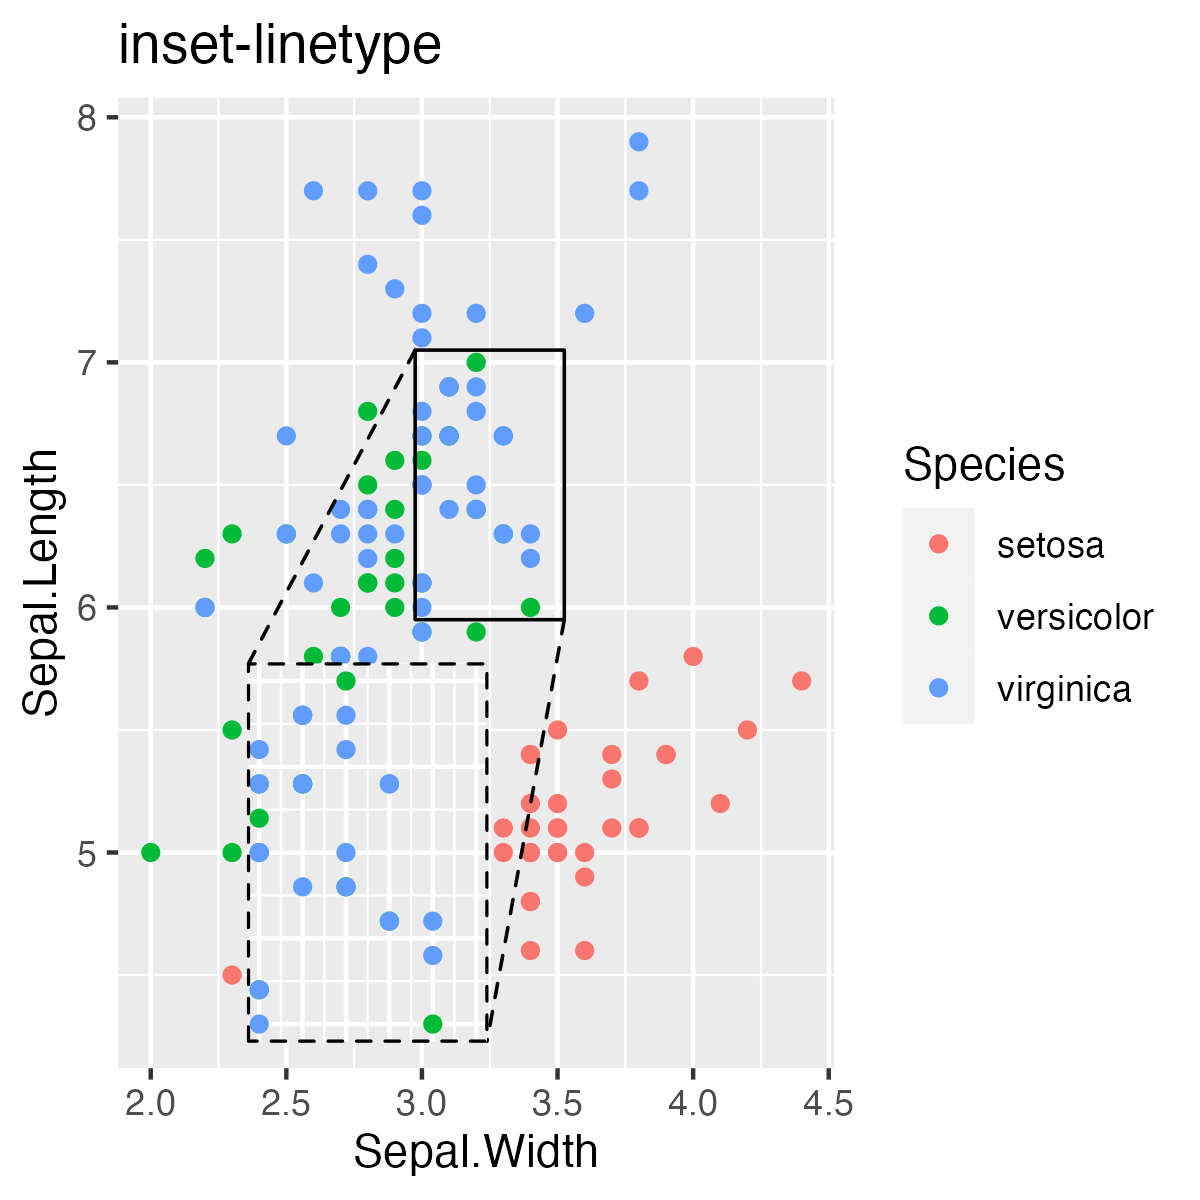 inset-linetype
8
7
6
5
Sepal.Length
2.0 2.5 3.0 3.5 4.0 4.5
Sepal.Width
Species
setosa
versicolor
virginica